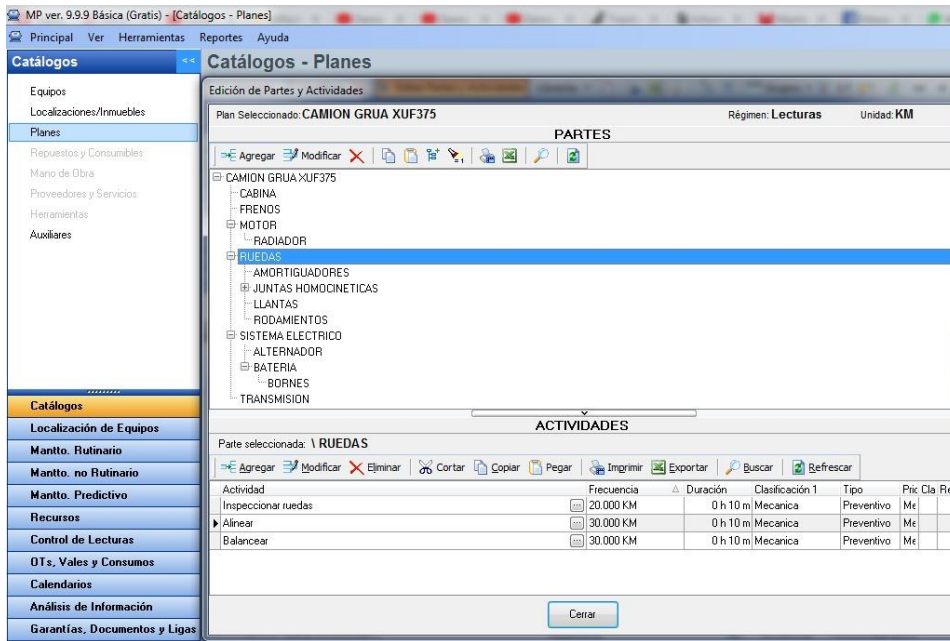 MP ver. 9.9.9 Básica (Gratis) - [Catálogos - Planes]
Principal Ver Herramientas Reportes Ayuda
Catálogos <<
Catálogos - Planes
Equipos
Localizaciones/Inmuebles
Planes
Repuestos y Consumibles
Mano de Obra
Proveedores y Servicios
Herramientas
Auxiliares
Catálogos
Localización de Equipos
Mantto. Rutinario
Mantto. no Rutinario
Mantto. Predictivo
Recursos
Control de Lecturas
OTs, Vales y Consumos
Calendarios
Análisis de Información
Garantías, Documentos y Ligas
Edición de Partes y Actividades
Plan Seleccionado: CAMION GRUA XUF375 Régimen: Lecturas Unidad: KM
PARTES
Agregar Modificar
CAMION GRUA XUF375
CABINA
FRENOS
MOTOR
RADIADOR
RUEDAS
AMORTIGUADORES
JUNTAS HOMOCINETICAS
LLANTAS
RODAMIENTOS
SISTEMA ELECTRICO
ALTERNADOR
BATERIA
BORNES
TRANSMISION
ACTIVIDADES
Parte seleccionada: \ RUEDAS
Agregar Modificar Eliminar Cortar Copiar Pegar Imprimir Exportar Buscar Refrescar
Actividad Frecuencia Duración Clasificación 1 Tipo Pric Cla Re
Inspeccionar ruedas ... 20.000 KM 0 h 10 m Mecanica Preventivo Me
Alinear ... 30.000 KM 0 h 10 m Mecanica Preventivo Me
Balancear ... 30.000 KM 0 h 10 m Mecanica Preventivo Me
Cerrar